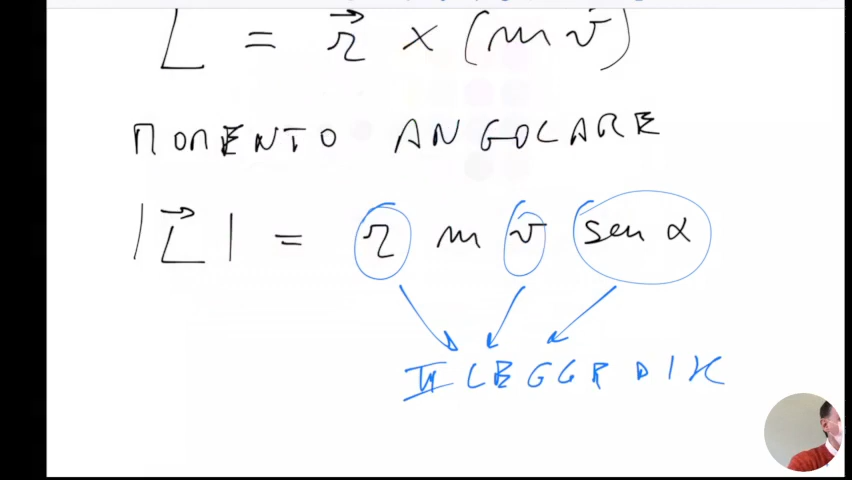 L = r⃗ × (m v⃗)
MOMENTO ANGOLARE
|L⃗| = r m v sen α
II LEGGE DI K